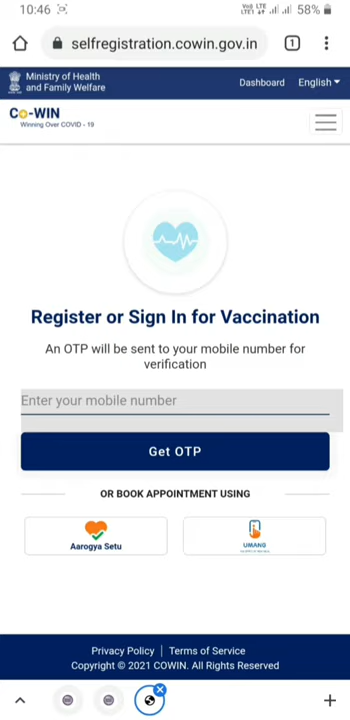 10:46
58%
selfregistration.cowin.gov.in
1
Ministry of Health
and Family Welfare
Dashboard
English
Co-WIN
Winning Over COVID - 19
Register or Sign In for Vaccination
An OTP will be sent to your mobile number for
verification
Enter your mobile number
Get OTP
OR BOOK APPOINTMENT USING
Aarogya Setu
UMANG
Privacy Policy | Terms of Service
Copyright © 2021 COWIN. All Rights Reserved